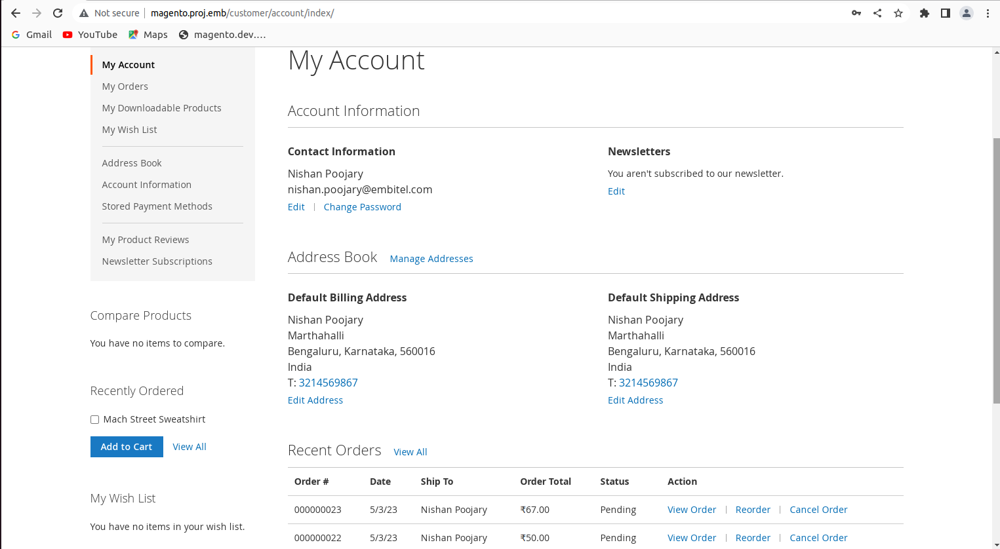 Not secure | magento.proj.emb/customer/account/index/
Gmail YouTube Maps magento.dev....
My Account
My Orders
My Downloadable Products
My Wish List
Address Book
Account Information
Stored Payment Methods
My Product Reviews
Newsletter Subscriptions
Compare Products
You have no items to compare.
Recently Ordered
Mach Street Sweatshirt
Add to Cart View All
My Wish List
You have no items in your wish list.
My Account
Account Information
Contact Information
Nishan Poojary
nishan.poojary@embitel.com
Edit | Change Password
Newsletters
You aren't subscribed to our newsletter.
Edit
Address Book Manage Addresses
Default Billing Address
Nishan Poojary
Marthahalli
Bengaluru, Karnataka, 560016
India
T: 3214569867
Edit Address
Default Shipping Address
Nishan Poojary
Marthahalli
Bengaluru, Karnataka, 560016
India
T: 3214569867
Edit Address
Recent Orders View All
Order # Date Ship To Order Total Status Action
000000023 5/3/23 Nishan Poojary ₹67.00 Pending View Order | Reorder | Cancel Order
000000022 5/3/23 Nishan Poojary ₹50.00 Pending View Order | Reorder | Cancel Order